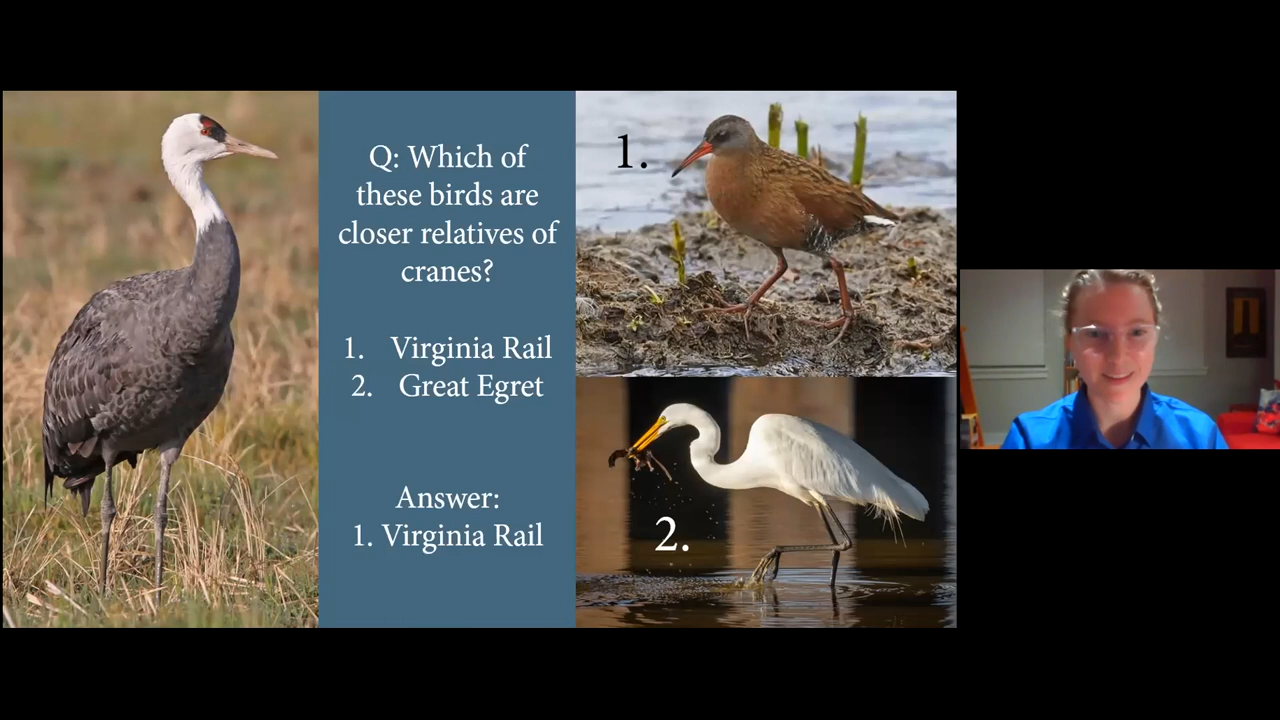 Q: Which of
these birds are
closer relatives of
cranes?
1. Virginia Rail
2. Great Egret
Answer:
1. Virginia Rail
1.
2.